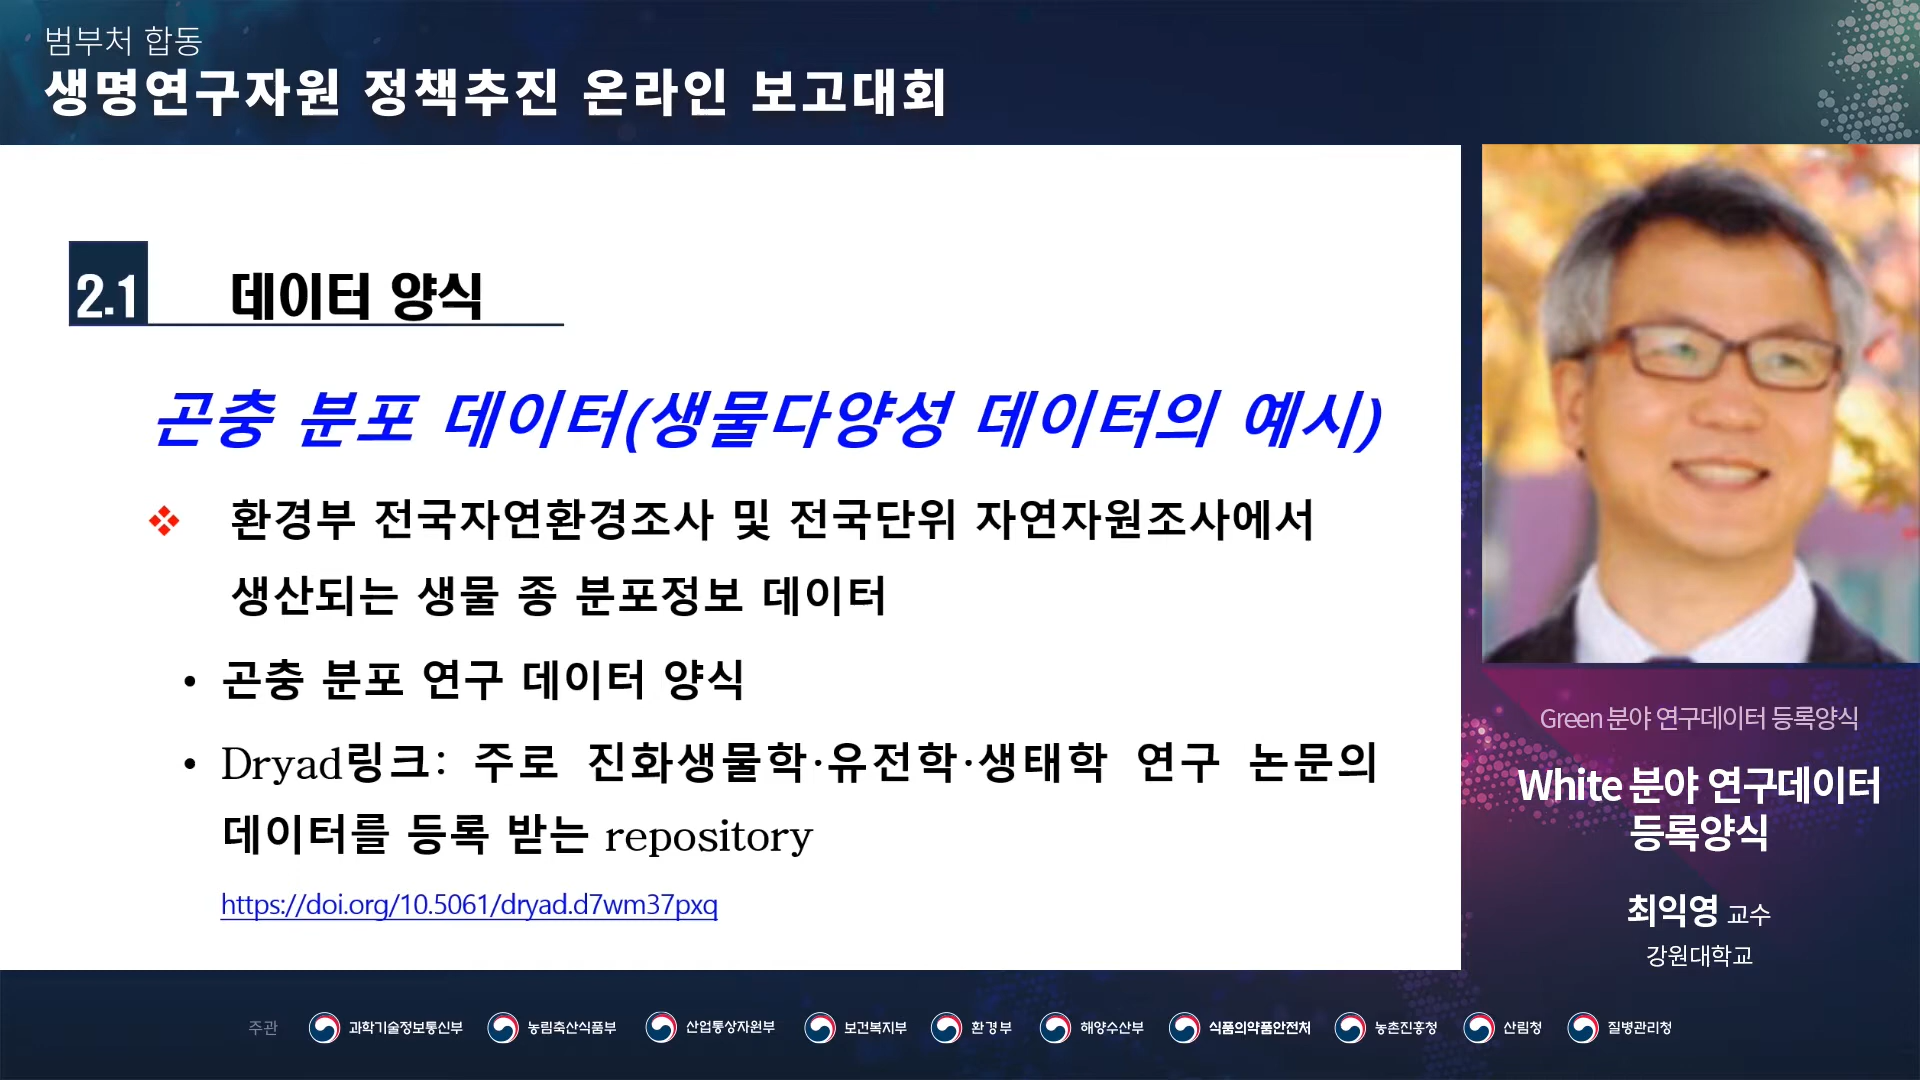 범부처 합동
생명연구자원 정책추진 온라인 보고대회
2.1 데이터 양식
곤충 분포 데이터(생물다양성 데이터의 예시)
❖ 환경부 전국자연환경조사 및 전국단위 자연자원조사에서
생산되는 생물 종 분포정보 데이터
• 곤충 분포 연구 데이터 양식
• Dryad링크: 주로 진화생물학·유전학·생태학 연구 논문의
데이터를 등록 받는 repository
https://doi.org/10.5061/dryad.d7wm37pxq
Green 분야 연구데이터 등록양식
White 분야 연구데이터
등록양식
최익영 교수
강원대학교
주관 과학기술정보통신부 농림축산식품부 산업통상자원부 보건복지부 환경부 해양수산부 식품의약품안전처 농촌진흥청 산림청 질병관리청